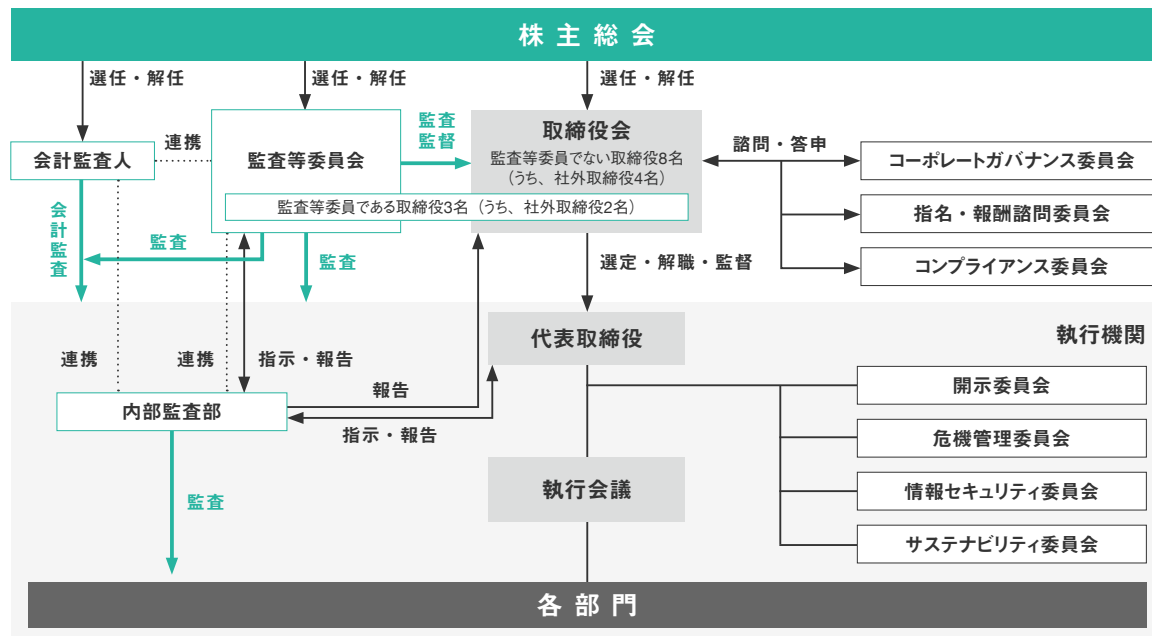 株主総会
選任・解任
選任・解任
選任・解任
会計監査人
連携
監査等委員会
監査
監督
取締役会
監査等委員でない取締役8名
（うち、社外取締役4名）
監査等委員である取締役3名（うち、社外取締役2名）
諮問・答申
コーポレートガバナンス委員会
指名・報酬諮問委員会
コンプライアンス委員会
会計監査
監査
監査
選定・解職・監督
執行機関
代表取締役
連携
連携
指示・報告
報告
指示・報告
内部監査部
開示委員会
危機管理委員会
情報セキュリティ委員会
サステナビリティ委員会
執行会議
監査
各部門